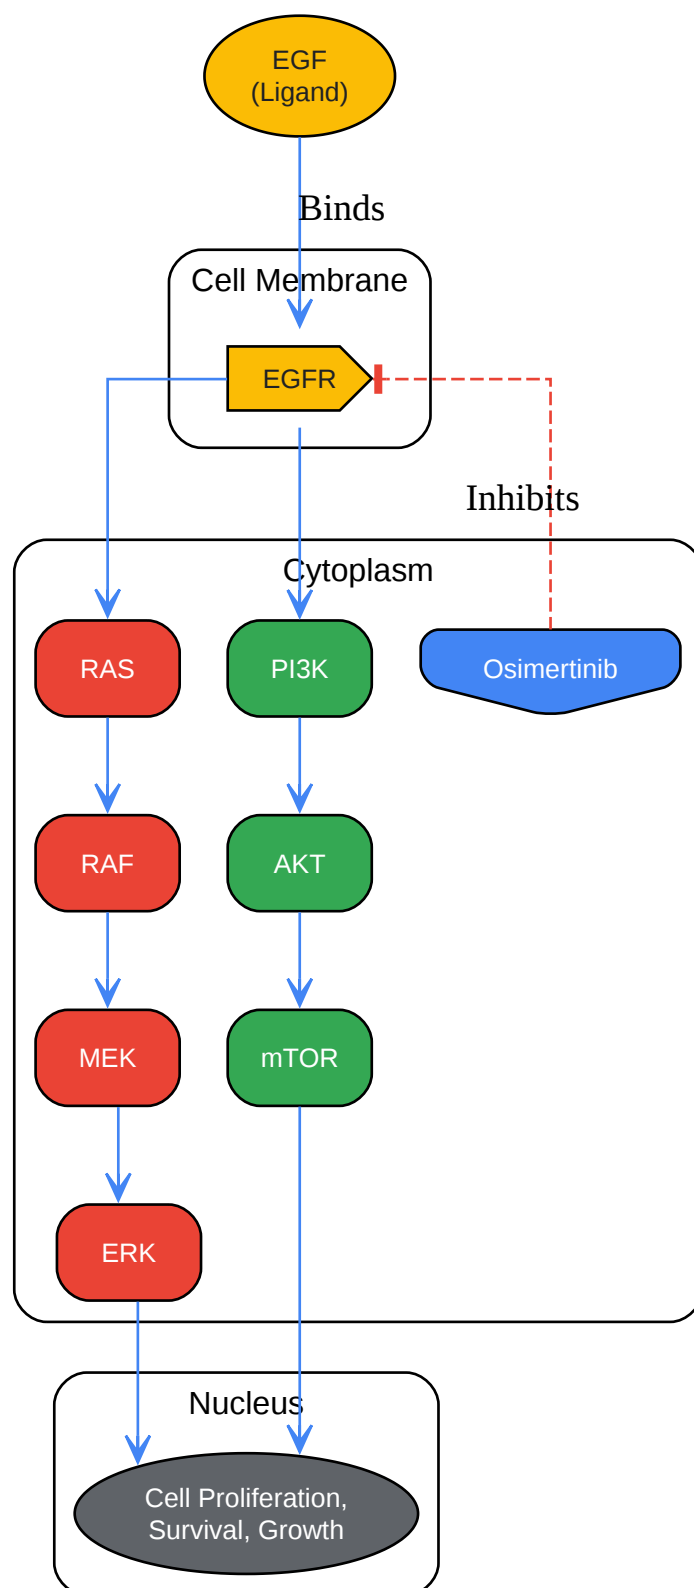 EGF
(Ligand)
Binds
Cell Membrane
EGFR
Inhibits
Cytoplasm
RAS
PI3K
Osimertinib
RAF
AKT
MEK
mTOR
ERK
Nucleus
Cell Proliferation,
Survival, Growth